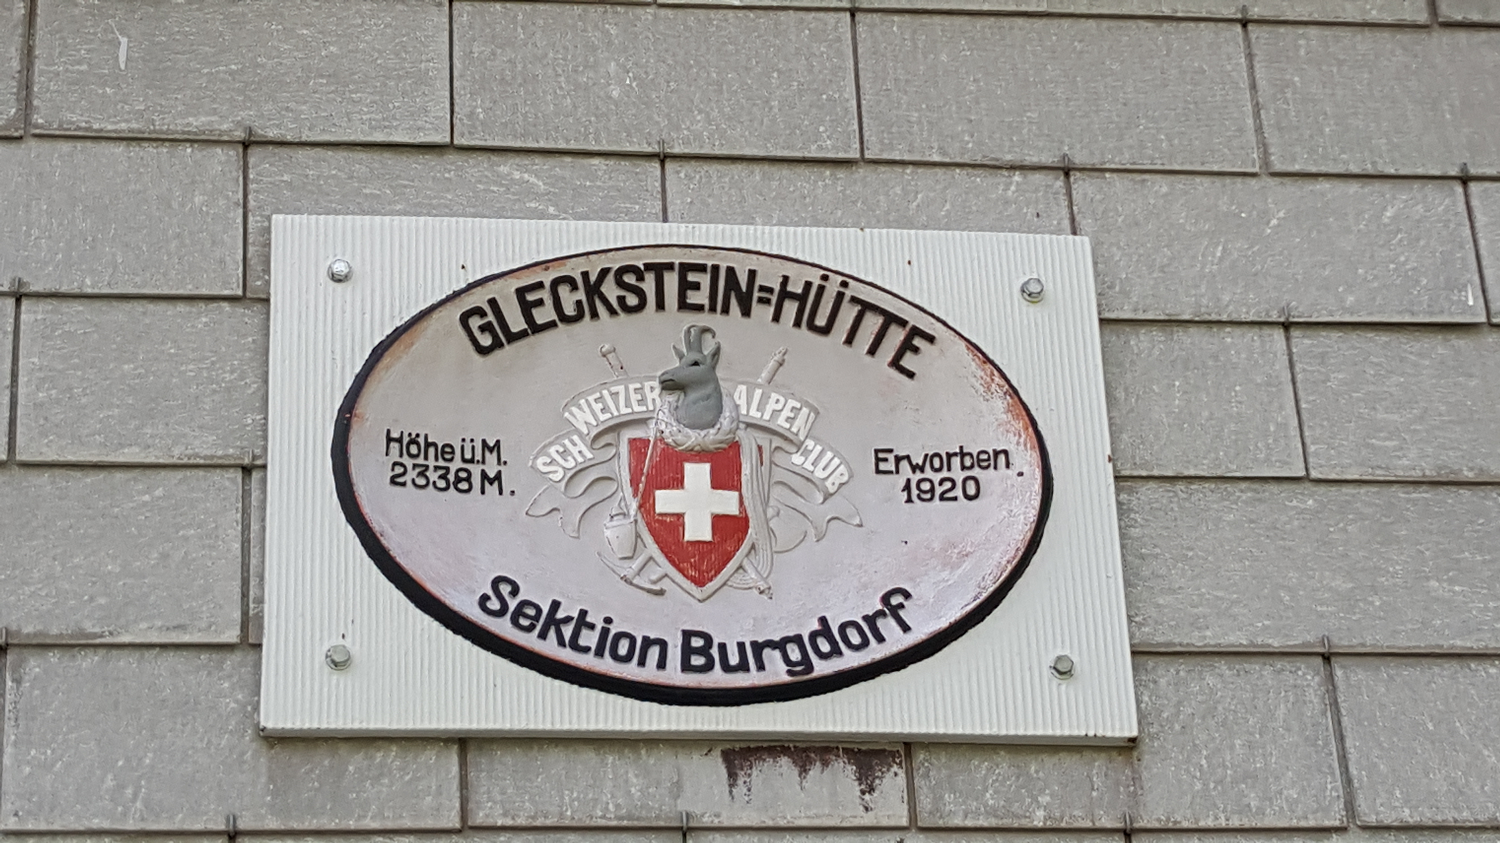 GLECKSTEIN=HÜTTE
SCHWEIZER ALPEN CLUB
Höhe ü.M.
2338 M.
Erworben.
1920
Sektion Burgdorf